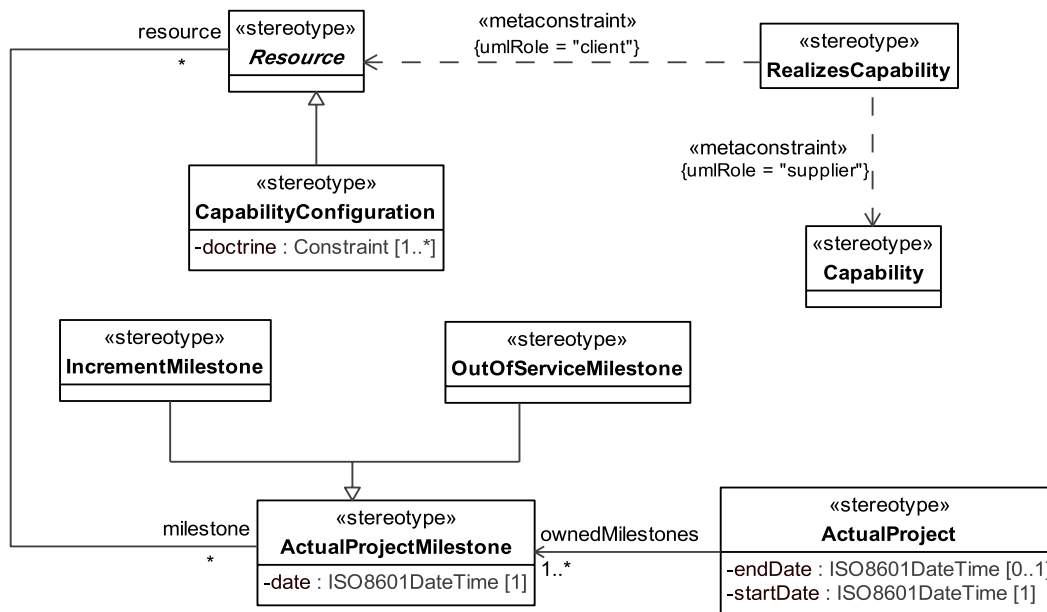 resource
*
«stereotype»
Resource
«metaconstraint»
{umlRole = "client"}
«stereotype»
RealizesCapability
«metaconstraint»
{umlRole = "supplier"}
«stereotype»
CapabilityConfiguration
-doctrine : Constraint [1..*]
«stereotype»
Capability
«stereotype»
IncrementMilestone
«stereotype»
OutOfServiceMilestone
milestone
*
«stereotype»
ActualProjectMilestone
-date : ISO8601DateTime [1]
ownedMilestones
1..*
«stereotype»
ActualProject
-endDate : ISO8601DateTime [0..1]
-startDate : ISO8601DateTime [1]